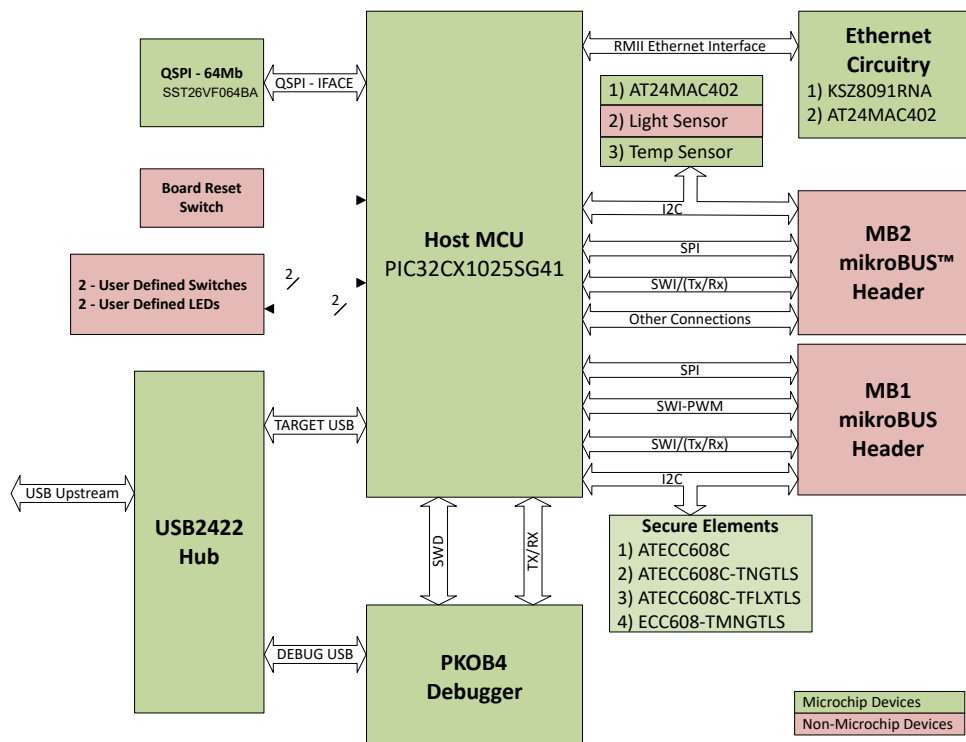 QSPI - 64Mb
SST26VF064BA
QSPI - IFACE
Board Reset
Switch
2 - User Defined Switches
2 - User Defined LEDs
2
2
Host MCU
PIC32CX1025SG41
RMII Ethernet Interface
Ethernet
Circuitry
1) KSZ8091RNA
2) AT24MAC402
1) AT24MAC402
2) Light Sensor
3) Temp Sensor
I2C
SPI
SWI/(Tx/Rx)
Other Connections
MB2
mikroBUS™
Header
SPI
SWI-PWM
SWI/(Tx/Rx)
I2C
MB1
mikroBUS
Header
Secure Elements
1) ATECC608C
2) ATECC608C-TNGTLS
3) ATECC608C-TFLXTLS
4) ECC608-TMNGTLS
TARGET USB
USB Upstream
USB2422
Hub
DEBUG USB
SWD
TX/RX
PKOB4
Debugger
Microchip Devices
Non-Microchip Devices